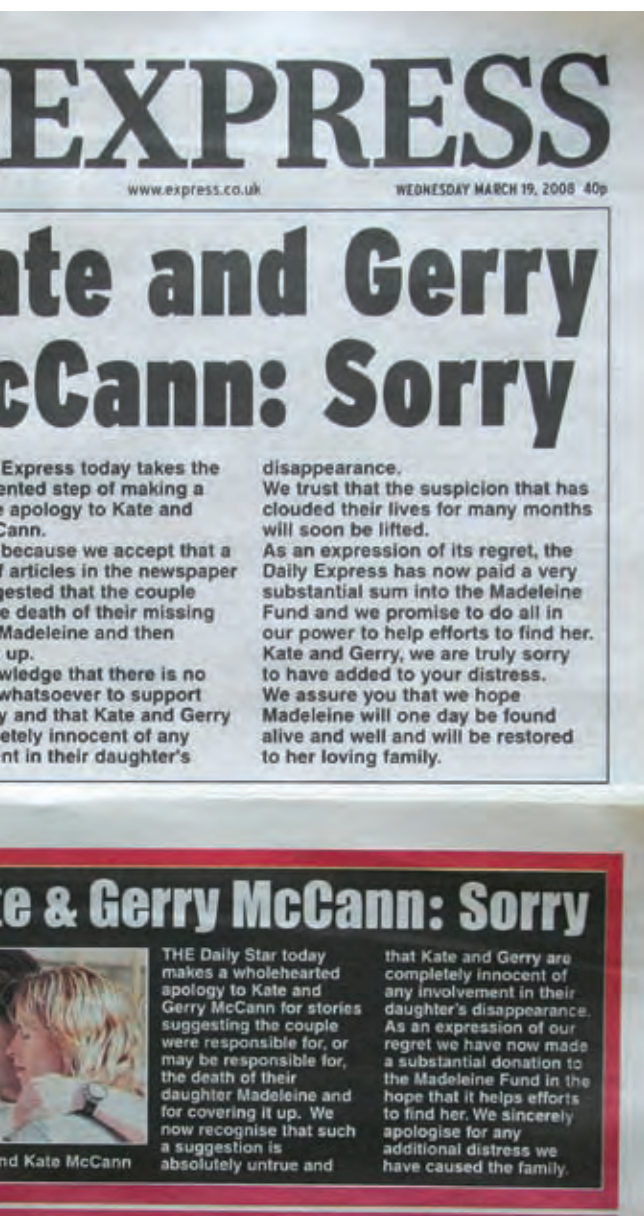 EXPRESS
www.express.co.uk
WEDNESDAY MARCH 19, 2008 40p
ate and Gerry
cCann: Sorry
Express today takes the
ented step of making a
e apology to Kate and
Cann.
because we accept that a
f articles in the newspaper
gested that the couple
e death of their missing
Madeleine and then
up.
wledge that there is no
whatsoever to support
y and that Kate and Gerry
etely innocent of any
nt in their daughter's
disappearance.
We trust that the suspicion that has
clouded their lives for many months
will soon be lifted.
As an expression of its regret, the
Daily Express has now paid a very
substantial sum into the Madeleine
Fund and we promise to do all in
our power to help efforts to find her.
Kate and Gerry, we are truly sorry
to have added to your distress.
We assure you that we hope
Madeleine will one day be found
alive and well and will be restored
to her loving family.
te & Gerry McCann: Sorry
nd Kate McCann
THE Daily Star today
makes a wholehearted
apology to Kate and
Gerry McCann for stories
suggesting the couple
were responsible for, or
may be responsible for,
the death of their
daughter Madeleine and
for covering it up. We
now recognise that such
a suggestion is
absolutely untrue and
that Kate and Gerry are
completely innocent of
any involvement in their
daughter's disappearance.
As an expression of our
regret we have now made
a substantial donation to
the Madeleine Fund in the
hope that it helps efforts
to find her. We sincerely
apologise for any
additional distress we
have caused the family.